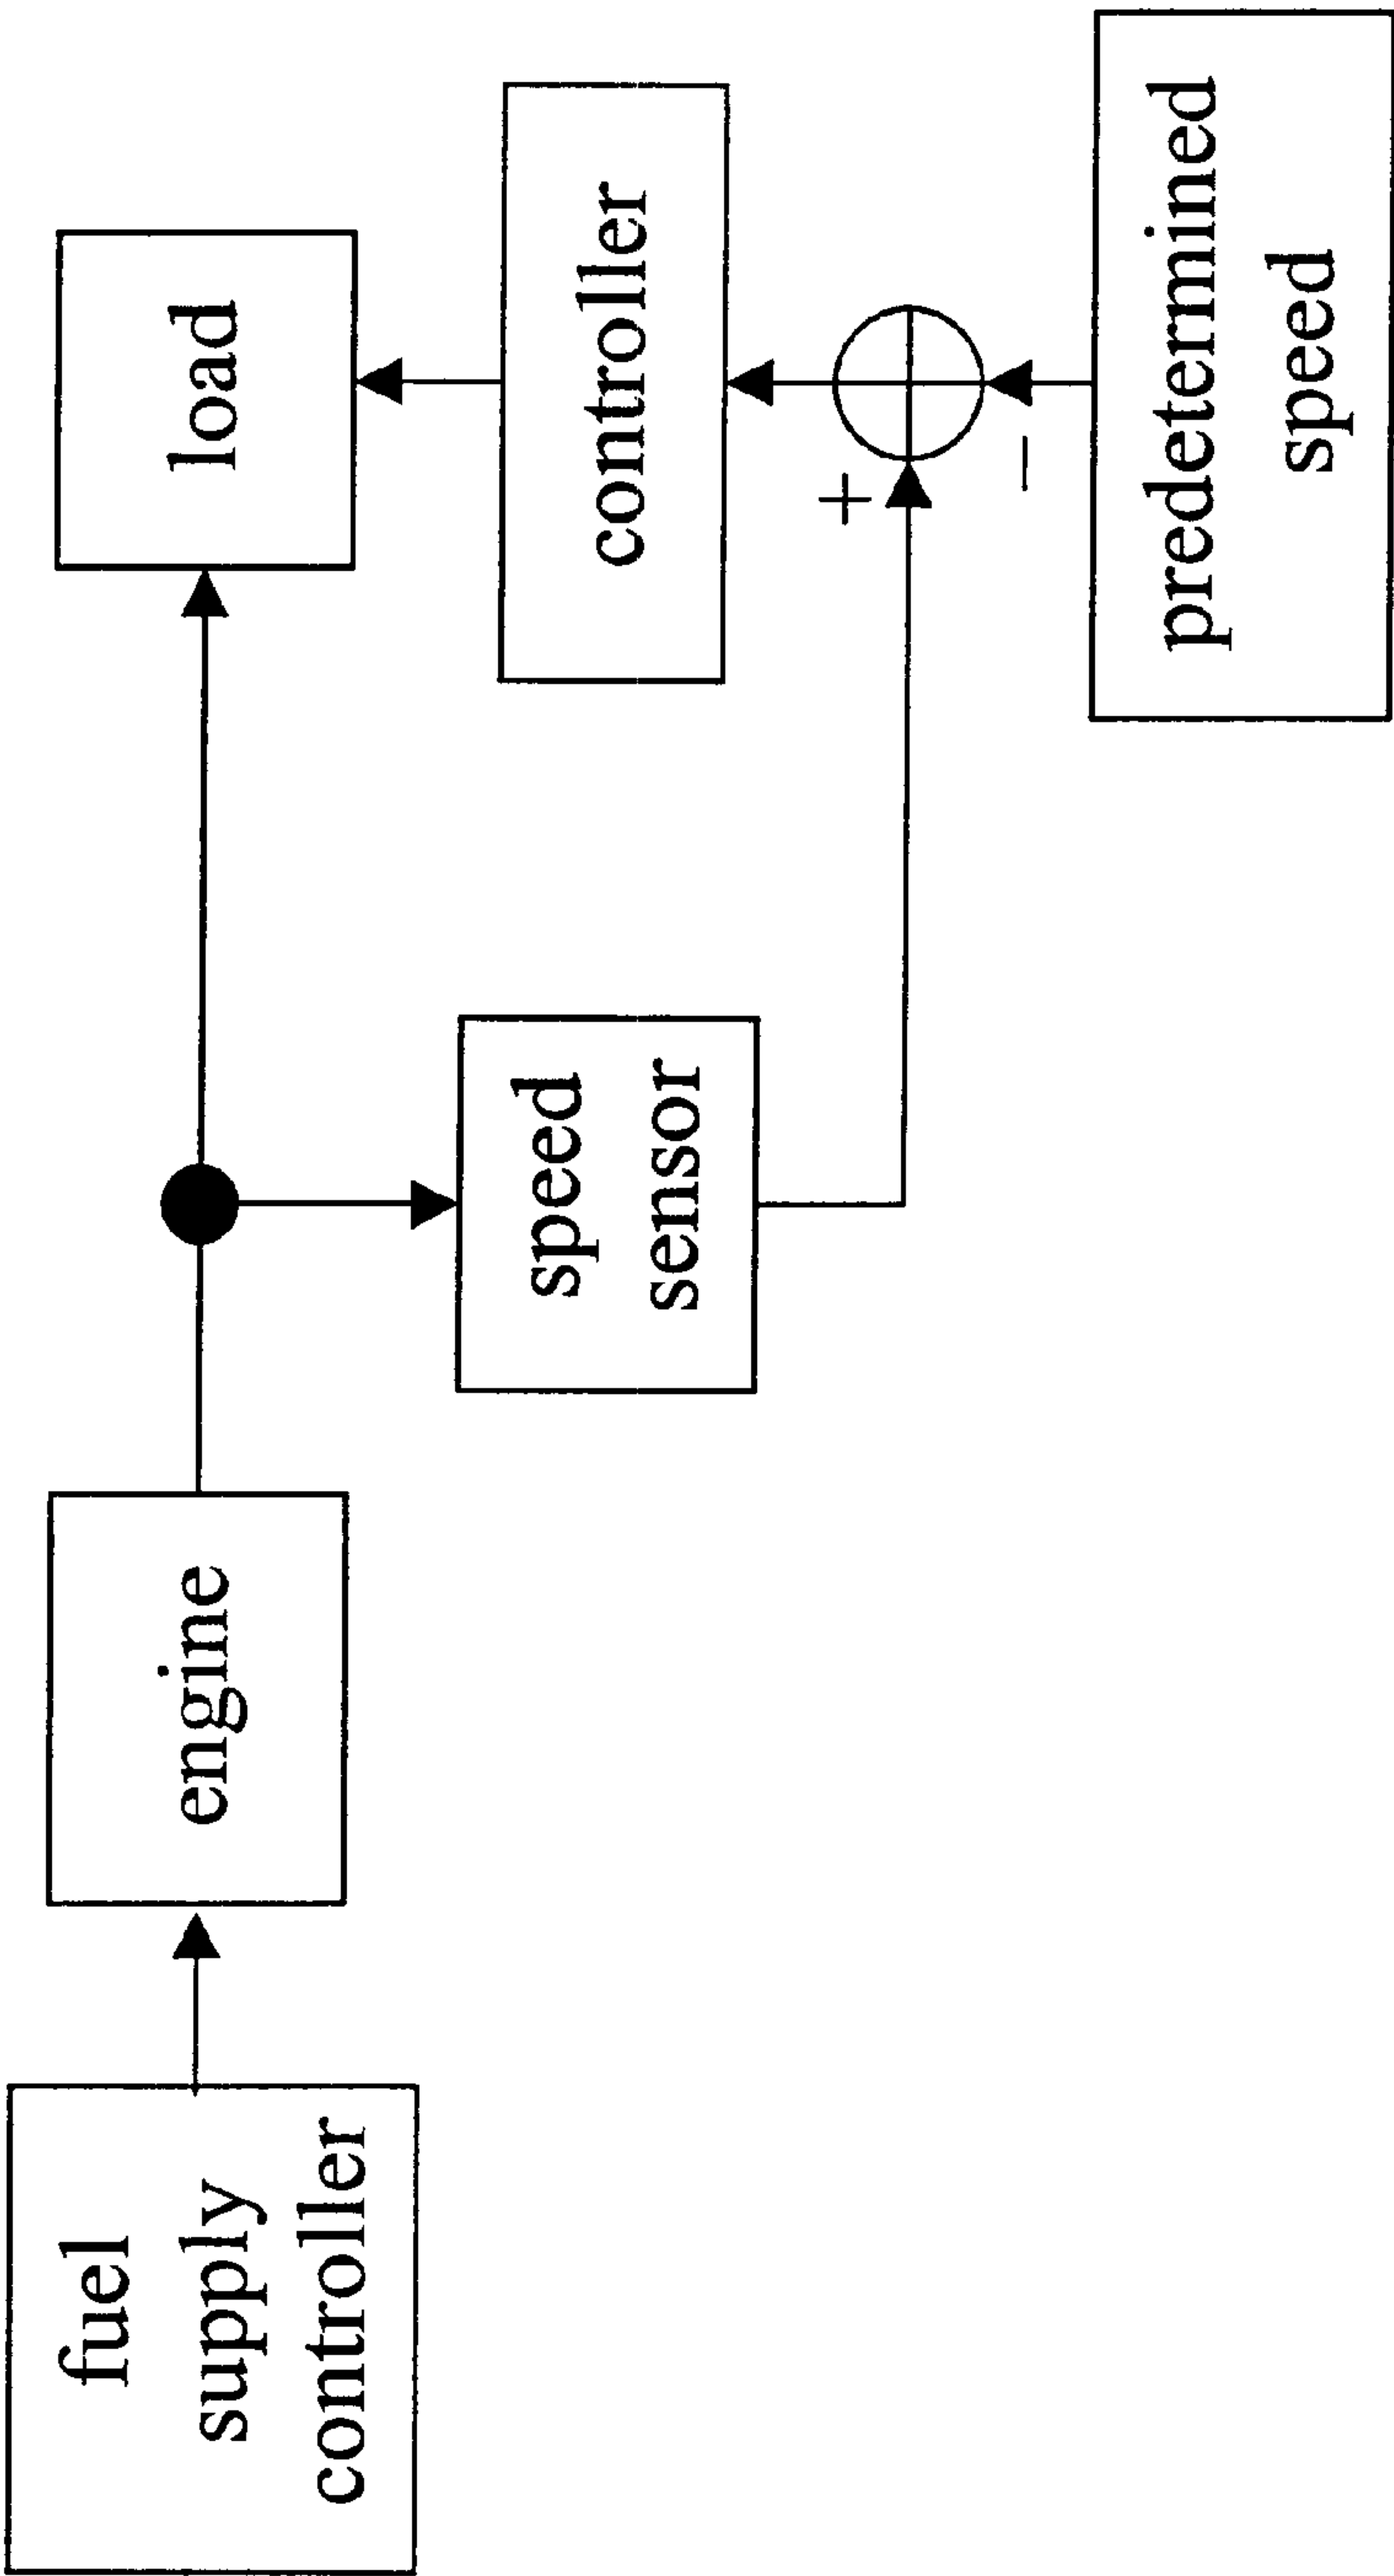 fuel
supply
controller
engine
load
speed
sensor
controller
+
−
predetermined
speed